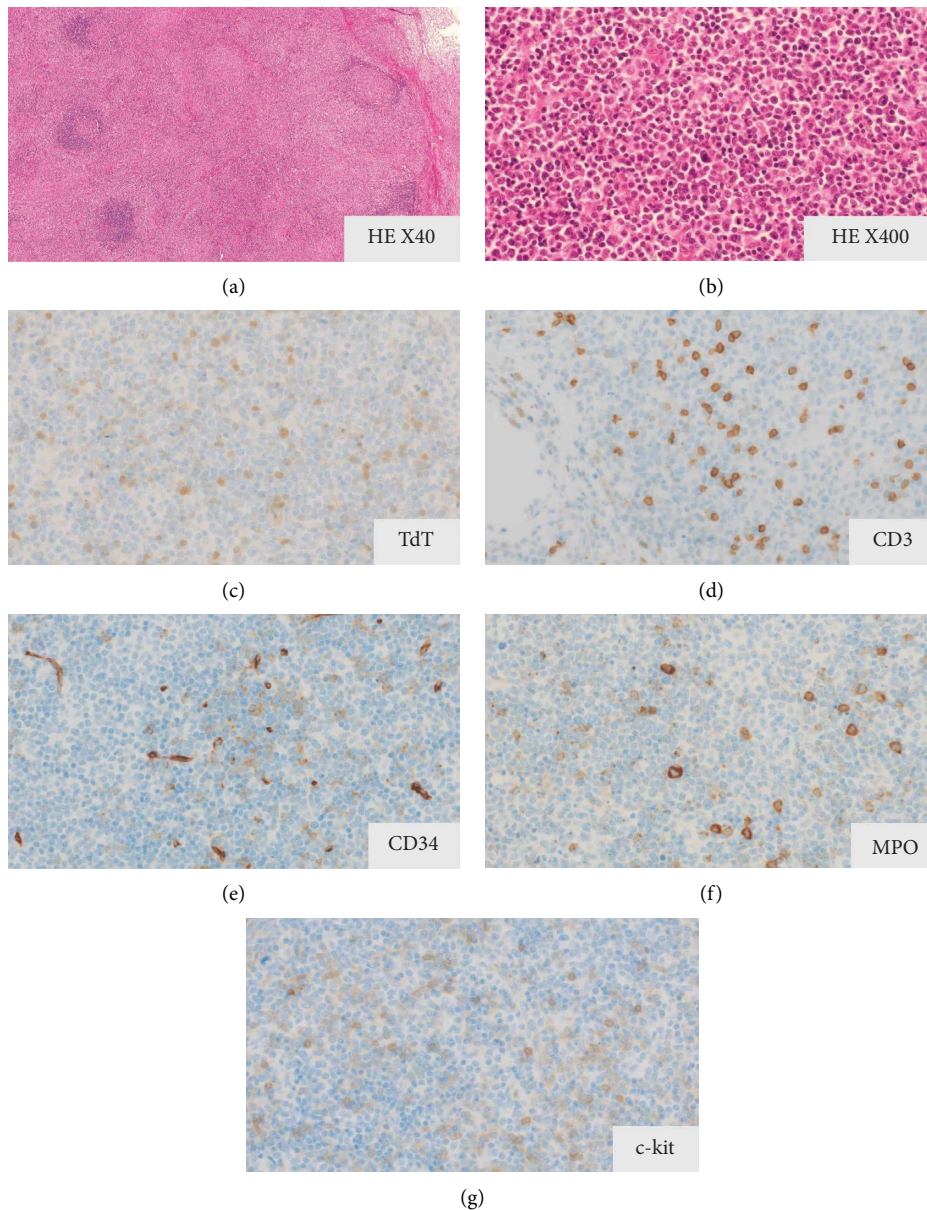 HE X40
HE X400
(a)
(b)
TdT
CD3
(c)
(d)
CD34
MPO
(e)
(f)
c-kit
(g)